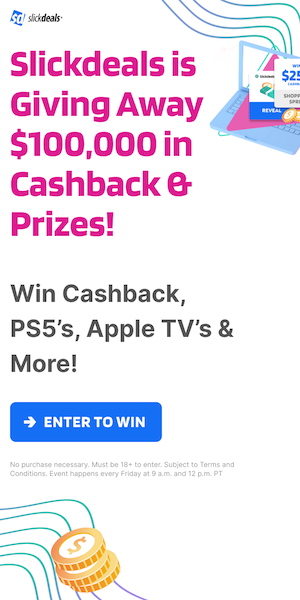 sd slickdeals
Slickdeals is
Giving Away
$100,000 in
Cashback &
Prizes!
WIN
$25
SHOPP
SPR
REVEAL
Win Cashback,
PS5’s, Apple TV’s &
More!
→ ENTER TO WIN
No purchase necessary. Must be 18+ to enter. Subject to Terms and
Conditions. Event happens every Friday at 9 a.m. and 12 p.m. PT